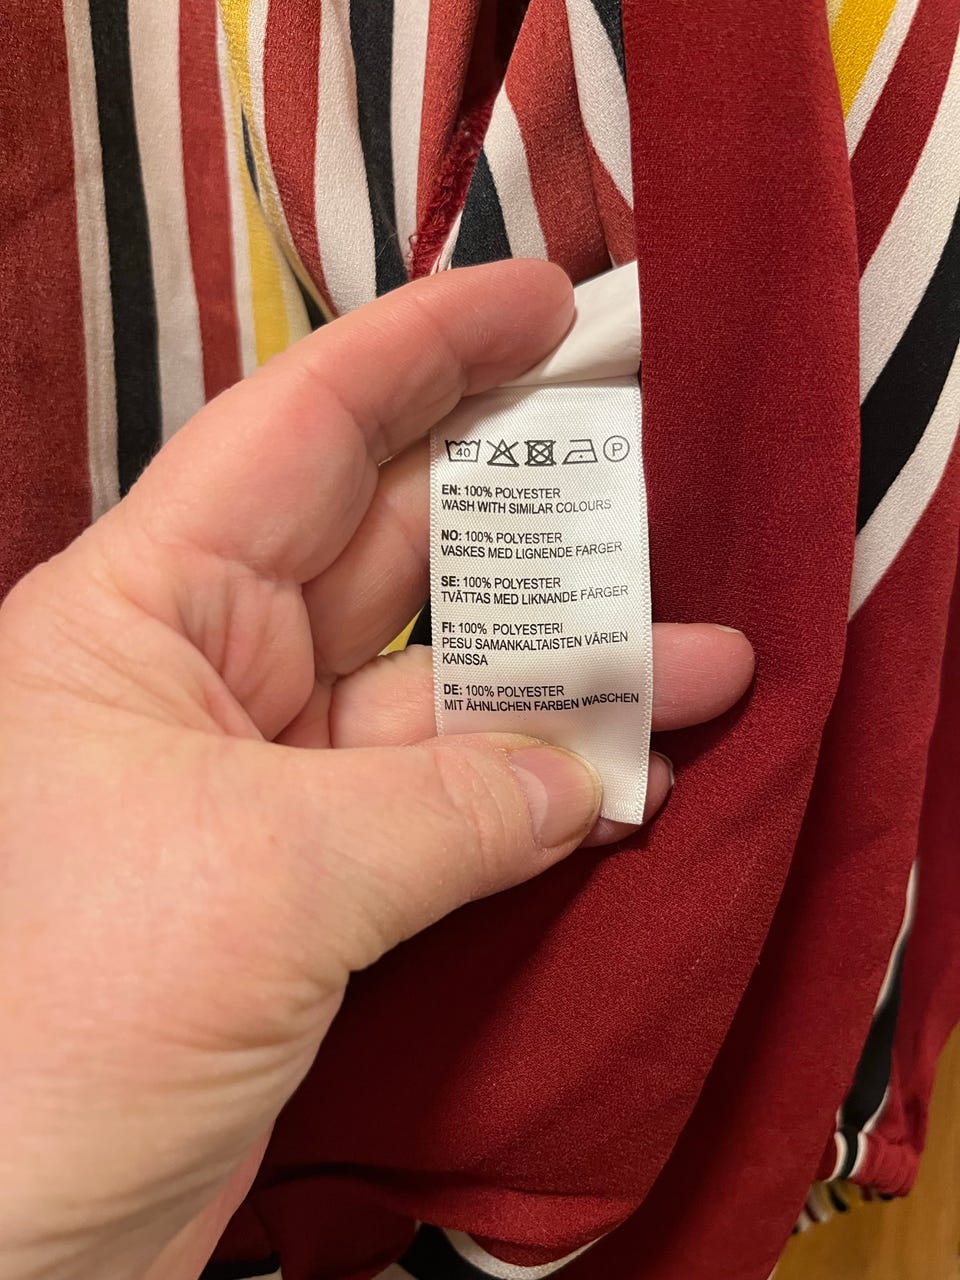 40 P
EN: 100% POLYESTER
WASH WITH SIMILAR COLOURS
NO: 100% POLYESTER
VASKES MED LIGNENDE FARGER
SE: 100% POLYESTER
TVÄTTAS MED LIKNANDE FÄRGER
FI: 100% POLYESTERI
PESU SAMANKALTAISTEN VÄRIEN
KANSSA
DE: 100% POLYESTER
MIT ÄHNLICHEN FARBEN WASCHEN